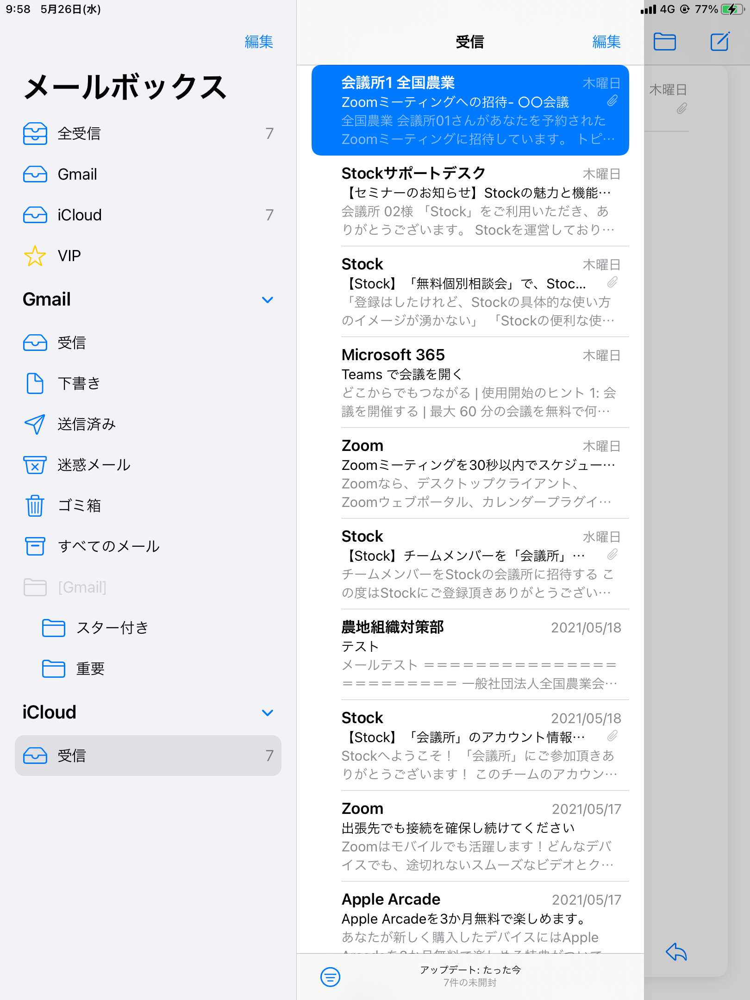 9:58 5月26日(水)
4G 77%
編集
メールボックス
全受信 7
Gmail
iCloud 7
VIP
Gmail
受信
下書き
送信済み
迷惑メール
ゴミ箱
すべてのメール
[Gmail]
スター付き
重要
iCloud
受信 7
受信 編集
会議所1 全国農業 木曜日
Zoomミーティングへの招待- 〇〇会議
全国農業 会議所01さんがあなたを予約された
Zoomミーティングに招待しています。 トピ…
Stockサポートデスク 木曜日
【セミナーのお知らせ】Stockの魅力と機能…
会議所 02様 「Stock」をご利用いただき、あ
りがとうございます。 Stockを運営しており…
Stock 木曜日
【Stock】「無料個別相談会」で、Stoc…
「登録はしたけれど、Stockの具体的な使い方
のイメージが湧かない」 「Stockの便利な使…
Microsoft 365 木曜日
Teams で会議を開く
どこからでもつながる | 使用開始のヒント 1: 会
議を開催する | 最大 60 分の会議を無料で何…
Zoom 木曜日
Zoomミーティングを30秒以内でスケジュー…
Zoomなら、デスクトップクライアント、
Zoomウェブポータル、カレンダープラグイ…
Stock 水曜日
【Stock】チームメンバーを「会議所」…
チームメンバーをStockの会議所に招待する こ
の度はStockにご登録頂きありがとうござい…
農地組織対策部 2021/05/18
テスト
メールテスト ＝＝＝＝＝＝＝＝＝＝＝＝＝＝＝
＝＝＝＝＝＝＝＝＝ 一般社団法人全国農業会…
Stock 2021/05/18
【Stock】「会議所」のアカウント情報…
Stockへようこそ！ 「会議所」にご参加頂きあ
りがとうございます！ このチームのアカウン…
Zoom 2021/05/17
出張先でも接続を確保し続けてください
Zoomはモバイルでも活躍します！どんなデバ
イスでも、途切れないスムーズなビデオとク…
Apple Arcade 2021/05/17
Apple Arcadeを3か月無料で楽しめます。
あなたが新しく購入したデバイスにはApple
Arcadeを3か月無料で楽しめる特典がついて
アップデート: たった今
7件の未開封
木曜日